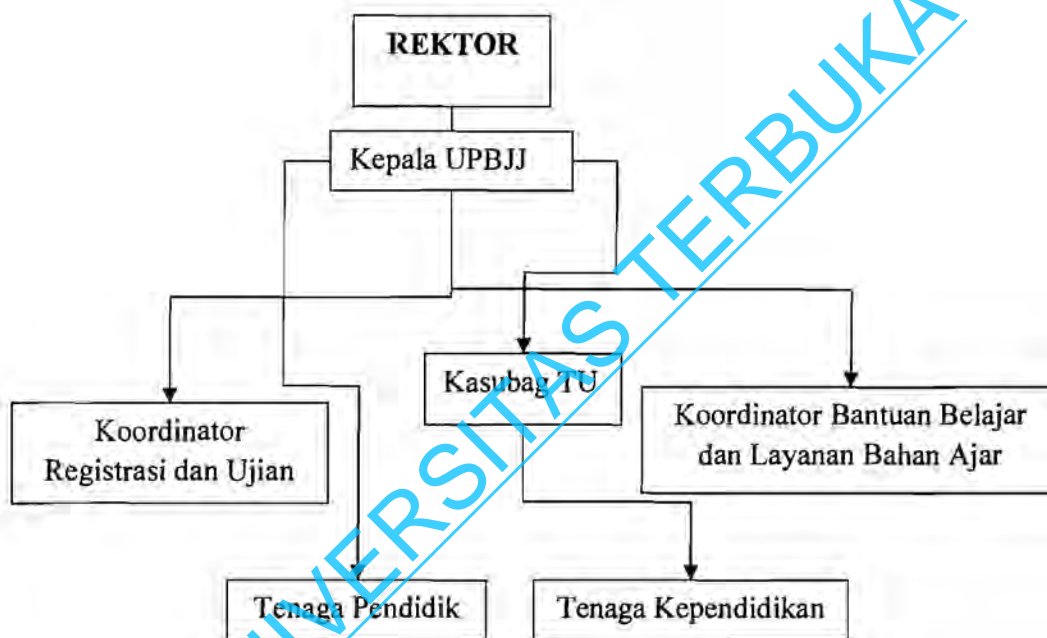 REKTOR
Kepala UPBJJ
Kasubag TU
Koordinator
Registrasi dan Ujian
Koordinator Bantuan Belajar
dan Layanan Bahan Ajar
Tenaga Pendidik
Tenaga Kependidikan
UNIVERSITAS TERBUKA